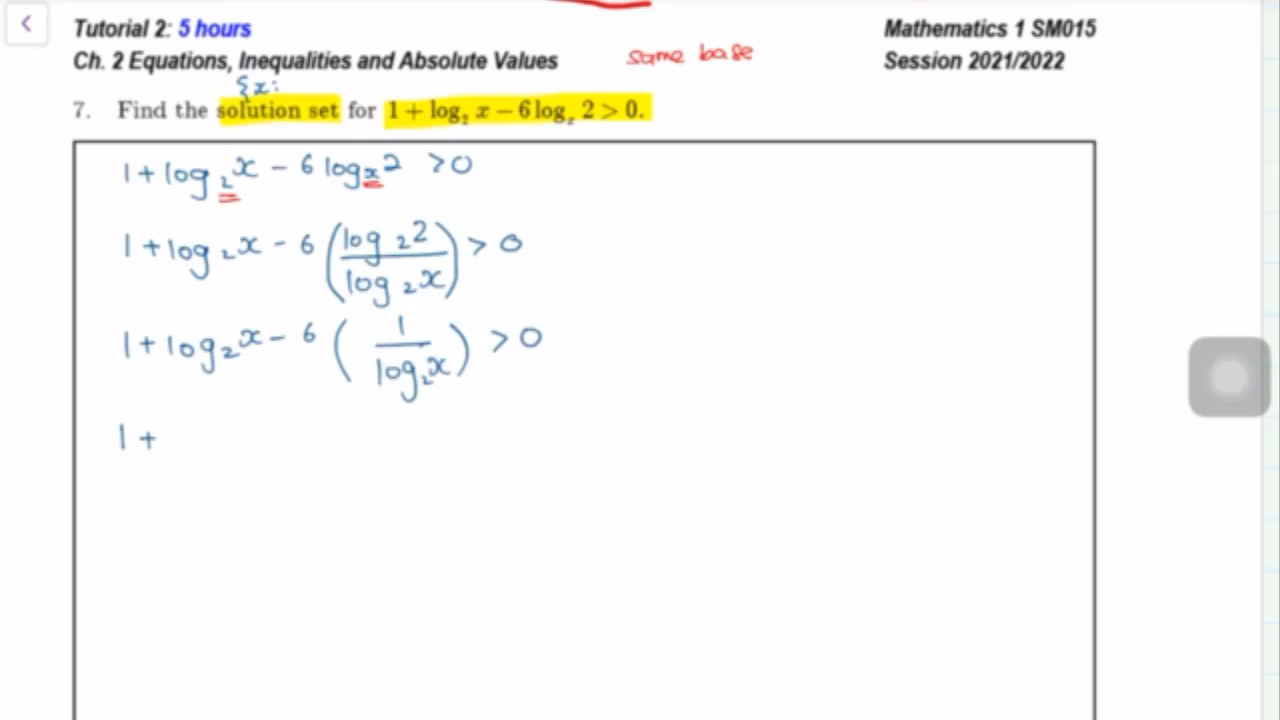 Tutorial 2: 5 hours
Mathematics 1 SM015
Ch. 2 Equations, Inequalities and Absolute Values
same base
Session 2021/2022
{x:
7. Find the solution set for 1 + log₂ x − 6 logₓ 2 > 0.
1 + log₂x − 6 logₓ2 > 0
1 + log₂x − 6 (log₂2 / log₂x) > 0
1 + log₂x − 6 (1 / log₂x) > 0
1 +